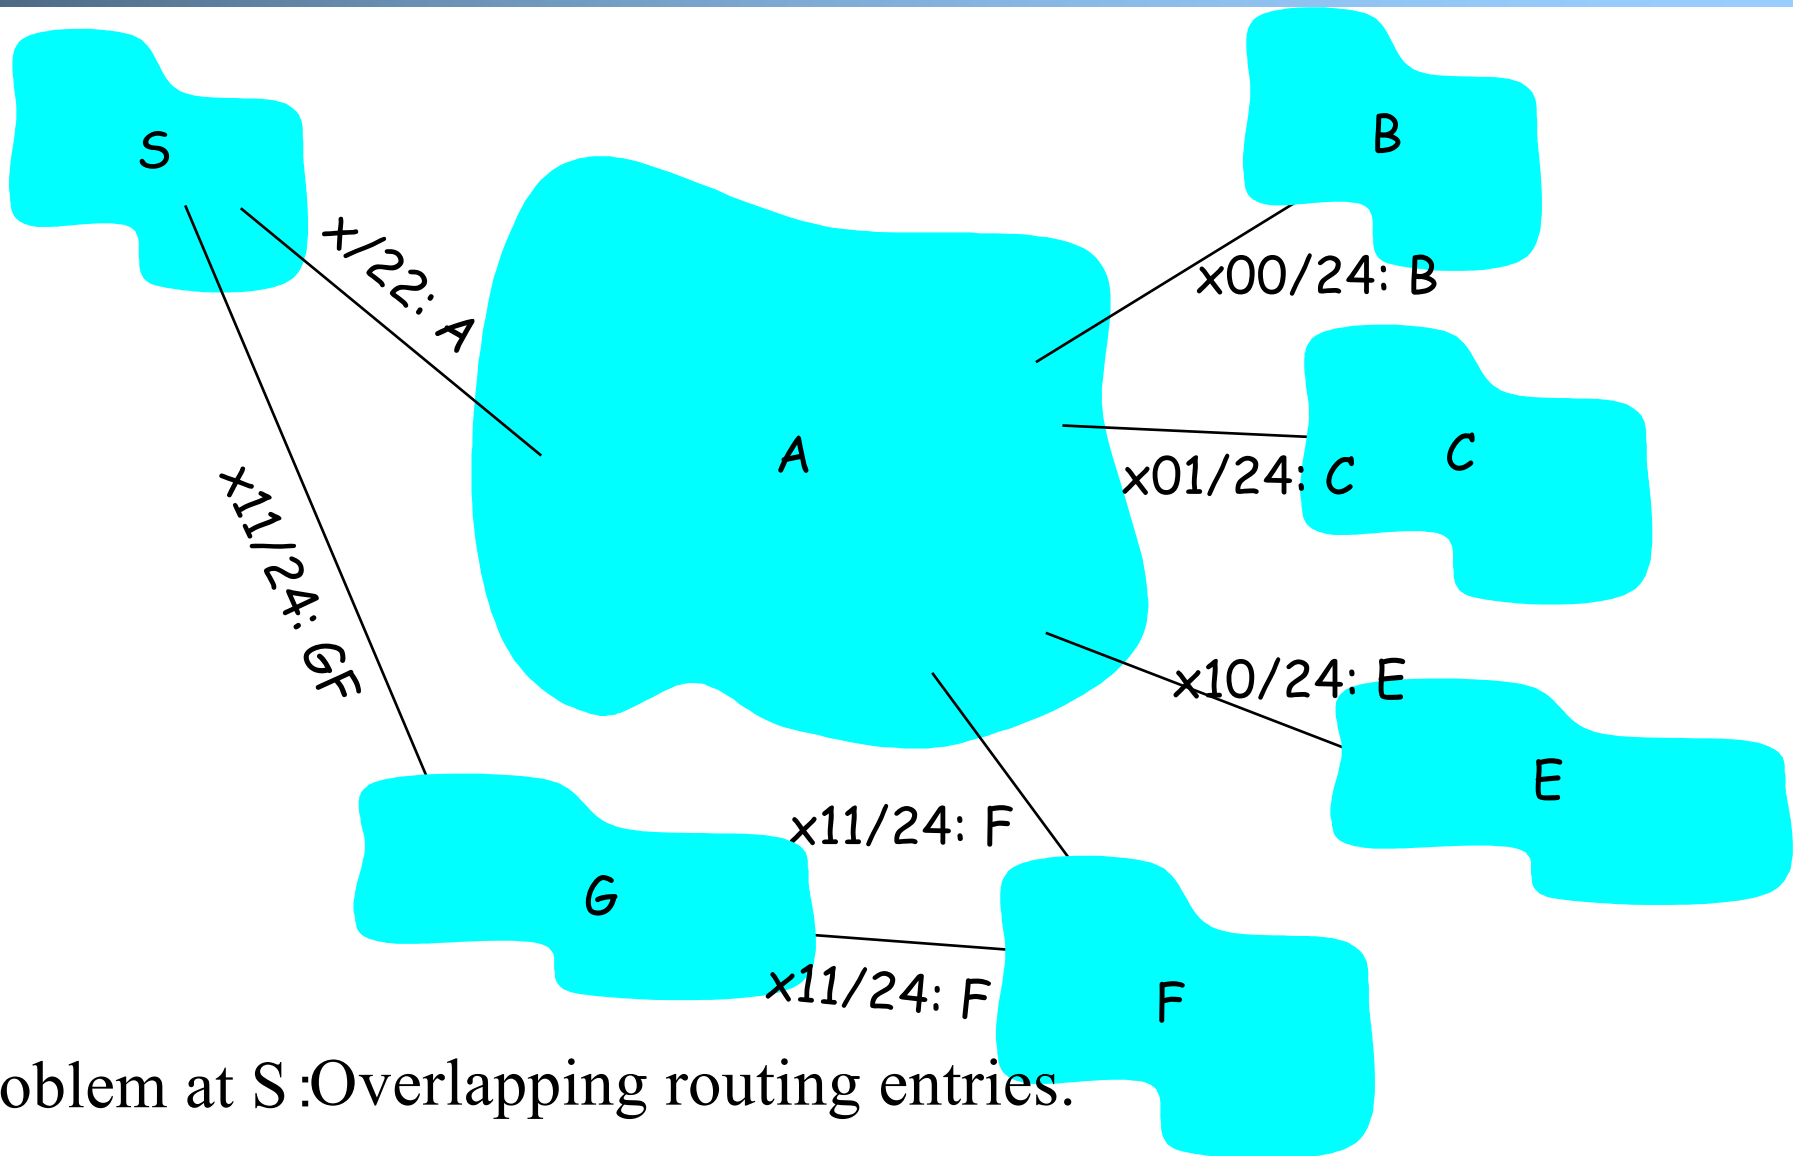 S
B
x/22: A
x00/24: B
A
C
x01/24: C
x11/24: GF
x10/24: E
E
x11/24: F
G
x11/24: F
F
oblem at S:Overlapping routing entries.